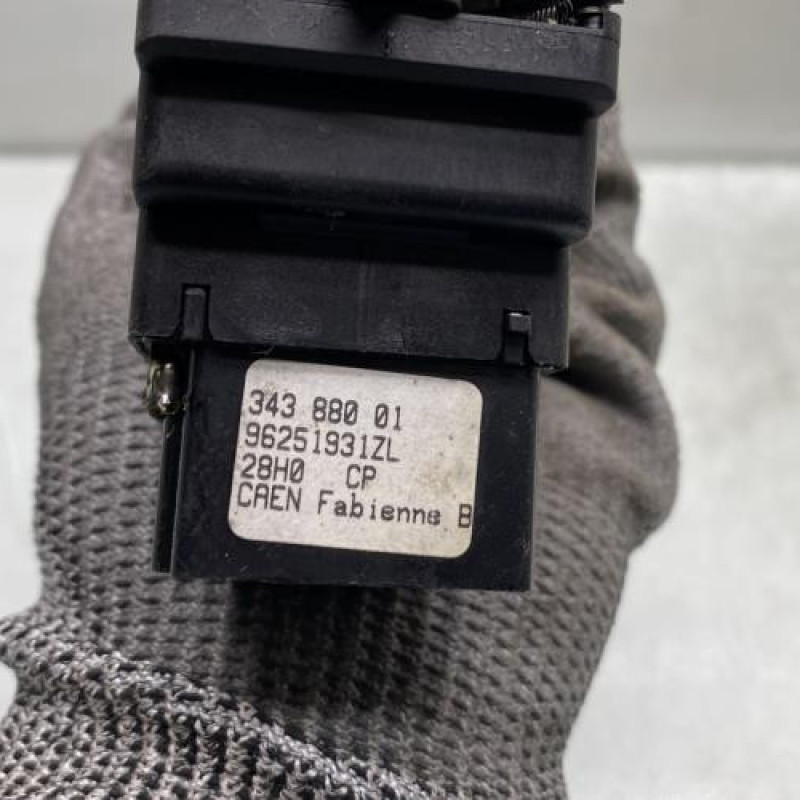 343 880 01
96251931ZL
28H0 CP
CAEN Fabienne B